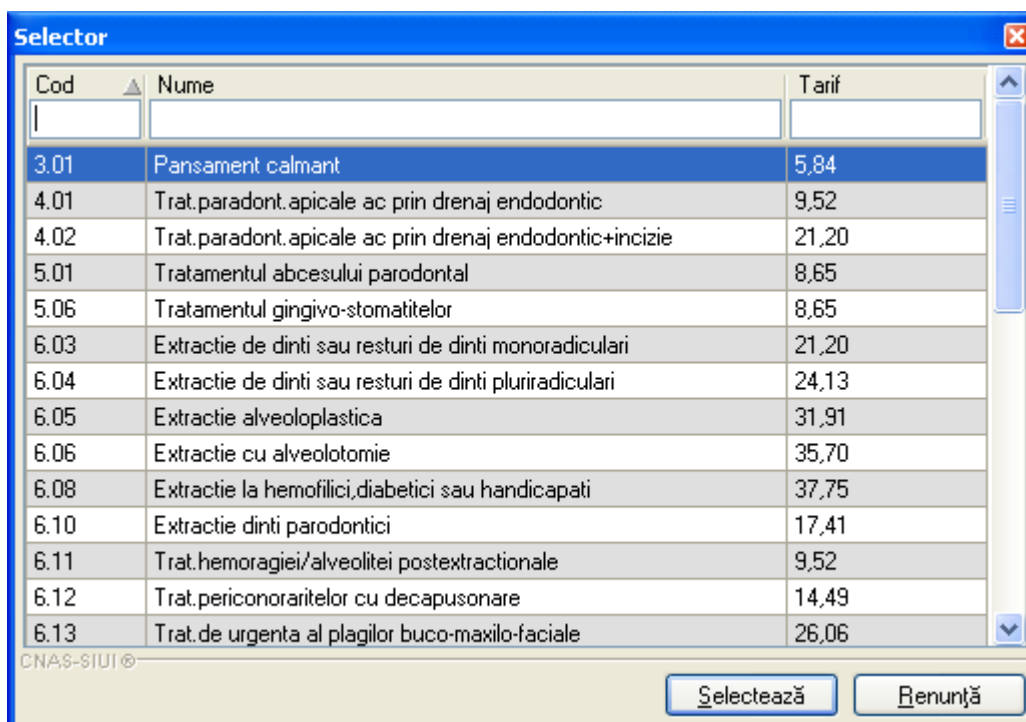 Selector
Cod Nume Tarif
3.01 Pansament calmant 5,84
4.01 Trat.paradont.apicale ac prin drenaj endodontic 9,52
4.02 Trat.paradont.apicale ac prin drenaj endodontic+incizie 21,20
5.01 Tratamentul abcesului parodontal 8,65
5.06 Tratamentul gingivo-stomatitelor 8,65
6.03 Extractie de dinti sau resturi de dinti monoradiculari 21,20
6.04 Extractie de dinti sau resturi de dinti pluriradiculari 24,13
6.05 Extractie alveoloplastica 31,91
6.06 Extractie cu alveolotomie 35,70
6.08 Extractie la hemofilici,diabetici sau handicapati 37,75
6.10 Extractie dinti parodontici 17,41
6.11 Trat.hemoragiei/alveolitei postextractionale 9,52
6.12 Trat.periconoraritelor cu decapusonare 14,49
6.13 Trat.de urgenta al plagilor buco-maxilo-faciale 26,06
CNAS-SIUI ®
Selectează Renunță